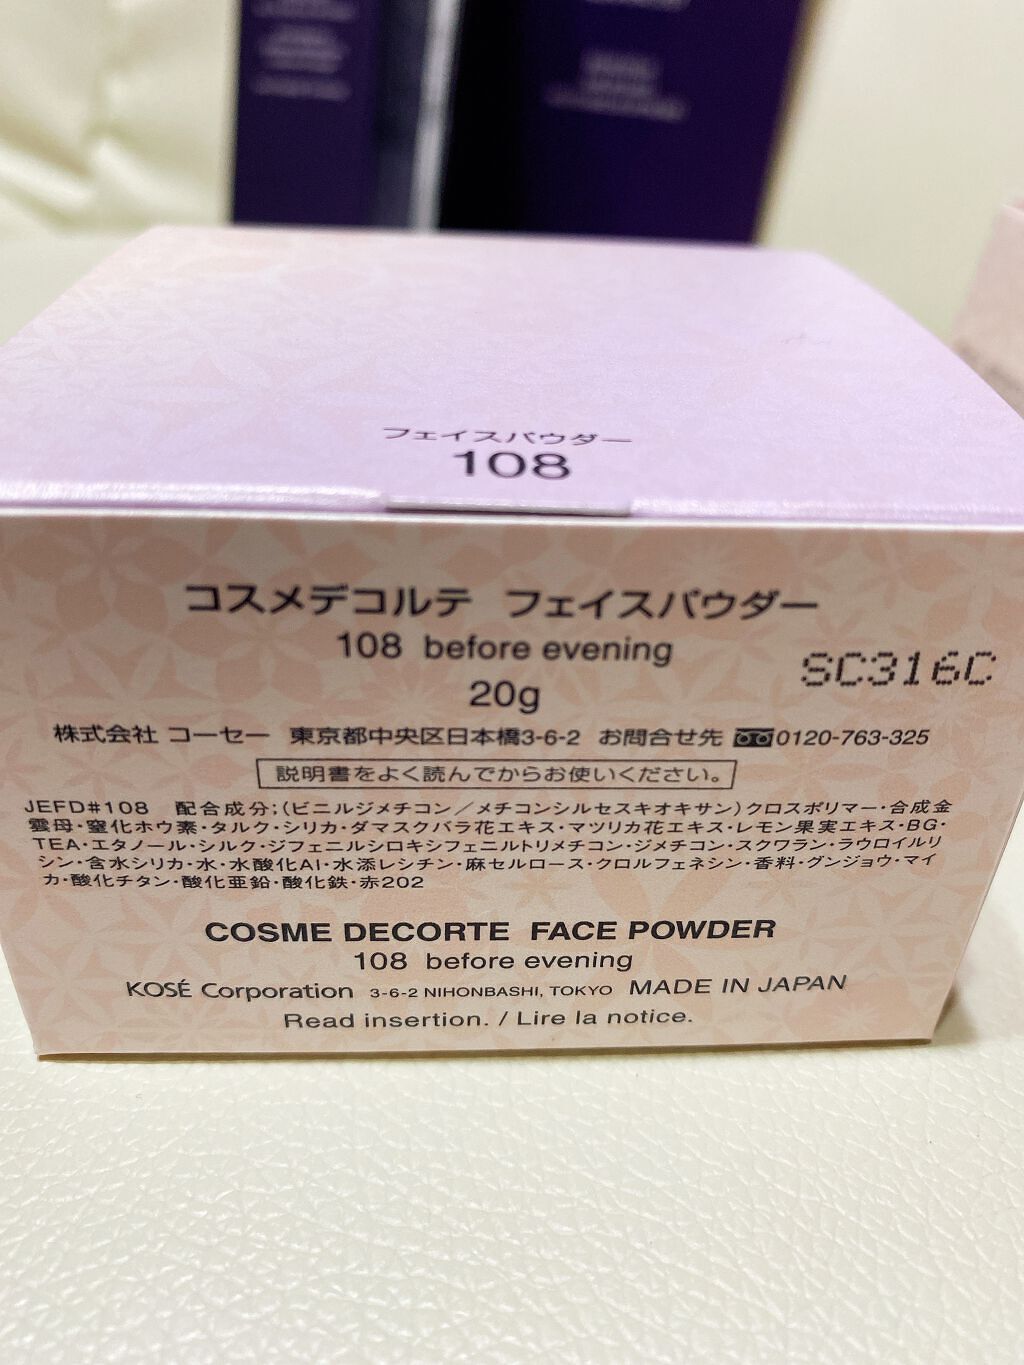 フェイスパウダー
108
コスメデコルテ フェイスパウダー
108 before evening
SC316C
20g
株式会社 コーセー 東京都中央区日本橋3-6-2 お問合せ先 0120-763-325
説明書をよく読んでからお使いください。
JEFD#108 配合成分;(ビニルジメチコン/メチコンシルセスキオキサン)クロスポリマー・合成金
雲母・窒化ホウ素・タルク・シリカ・ダマスクバラ花エキス・マツリカ花エキス・レモン果実エキス・BG・
TEA・エタノール・シルク・ジフェニルシロキシフェニルトリメチコン・ジメチコン・スクワラン・ラウロイルリ
シン・含水シリカ・水・水酸化Al・水添レシチン・麻セルロース・クロルフェネシン・香料・グンジョウ・マイ
カ・酸化チタン・酸化亜鉛・酸化鉄・赤202
COSME DECORTE FACE POWDER
108 before evening
KOSÉ Corporation 3-6-2 NIHONBASHI, TOKYO MADE IN JAPAN
Read insertion. / Lire la notice.